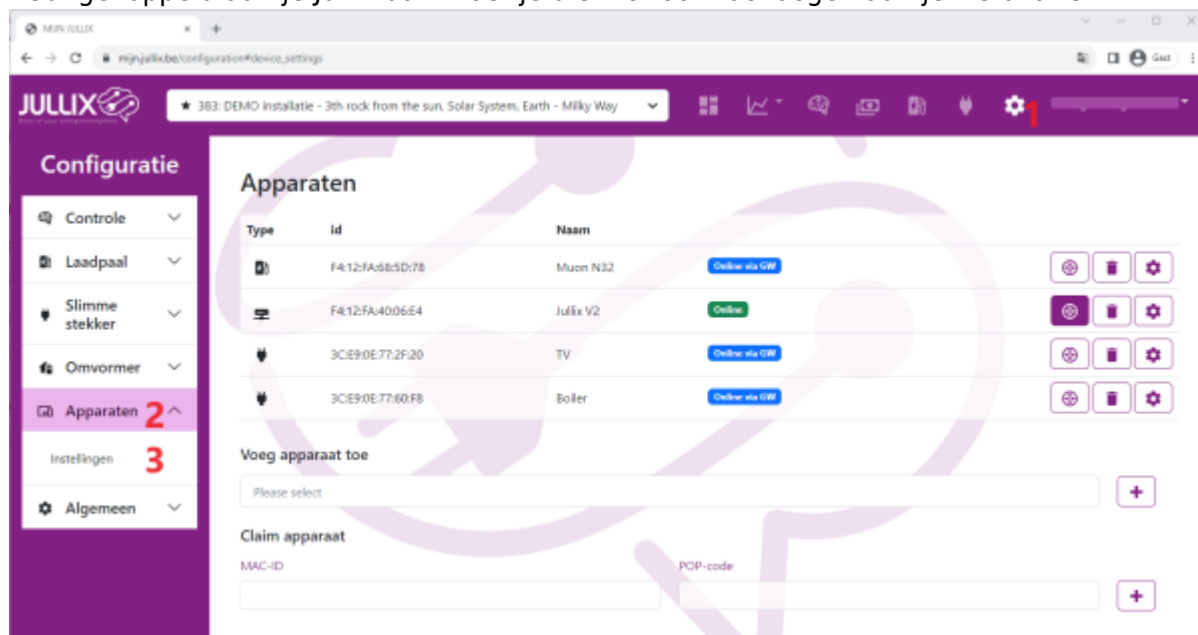 MIJN JULLIX
mijn.jullix.be/configuration#device_settings
Gast
JULLIX
★ 383: DEMO installatie - 3th rock from the sun, Solar System, Earth - Milky Way
1
Configuratie
Controle
Laadpaal
Slimme
stekker
Omvormer
Apparaten 2
Instellingen 3
Algemeen
Apparaten
Type id Naam
F4:12:FA:68:5D:78 Muon N32 Online via GW
F4:12:FA:40:06:E4 Jullix V2 Online
3C:E9:0E:77:2F:20 TV Online via GW
3C:E9:0E:77:60:F8 Boiler Online via GW
Voeg apparaat toe
Please select
+
Claim apparaat
MAC-ID POP-code
+